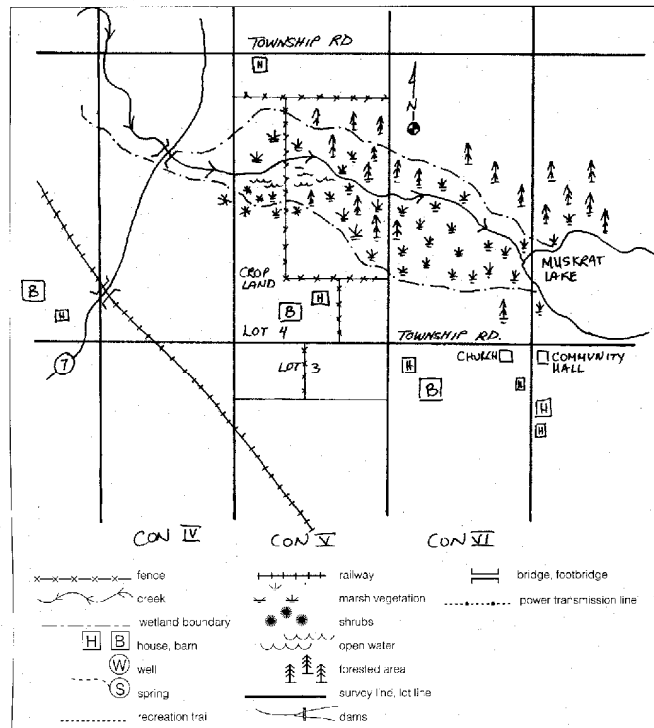 TOWNSHIP RD
H
N
MUSKRAT
LAKE
CROP
LAND
B
H
B
H
LOT 4
TOWNSHIP RD.
7
LOT 3
H
B
CHURCH
COMMUNITY
HALL
H
H
H
CON IV
CON V
CON VI
fence
railway
bridge, footbridge
creek
marsh vegetation
power transmission line
wetland boundary
shrubs
H B house, barn
open water
W well
forested area
S spring
survey line, lot line
recreation trail
dams